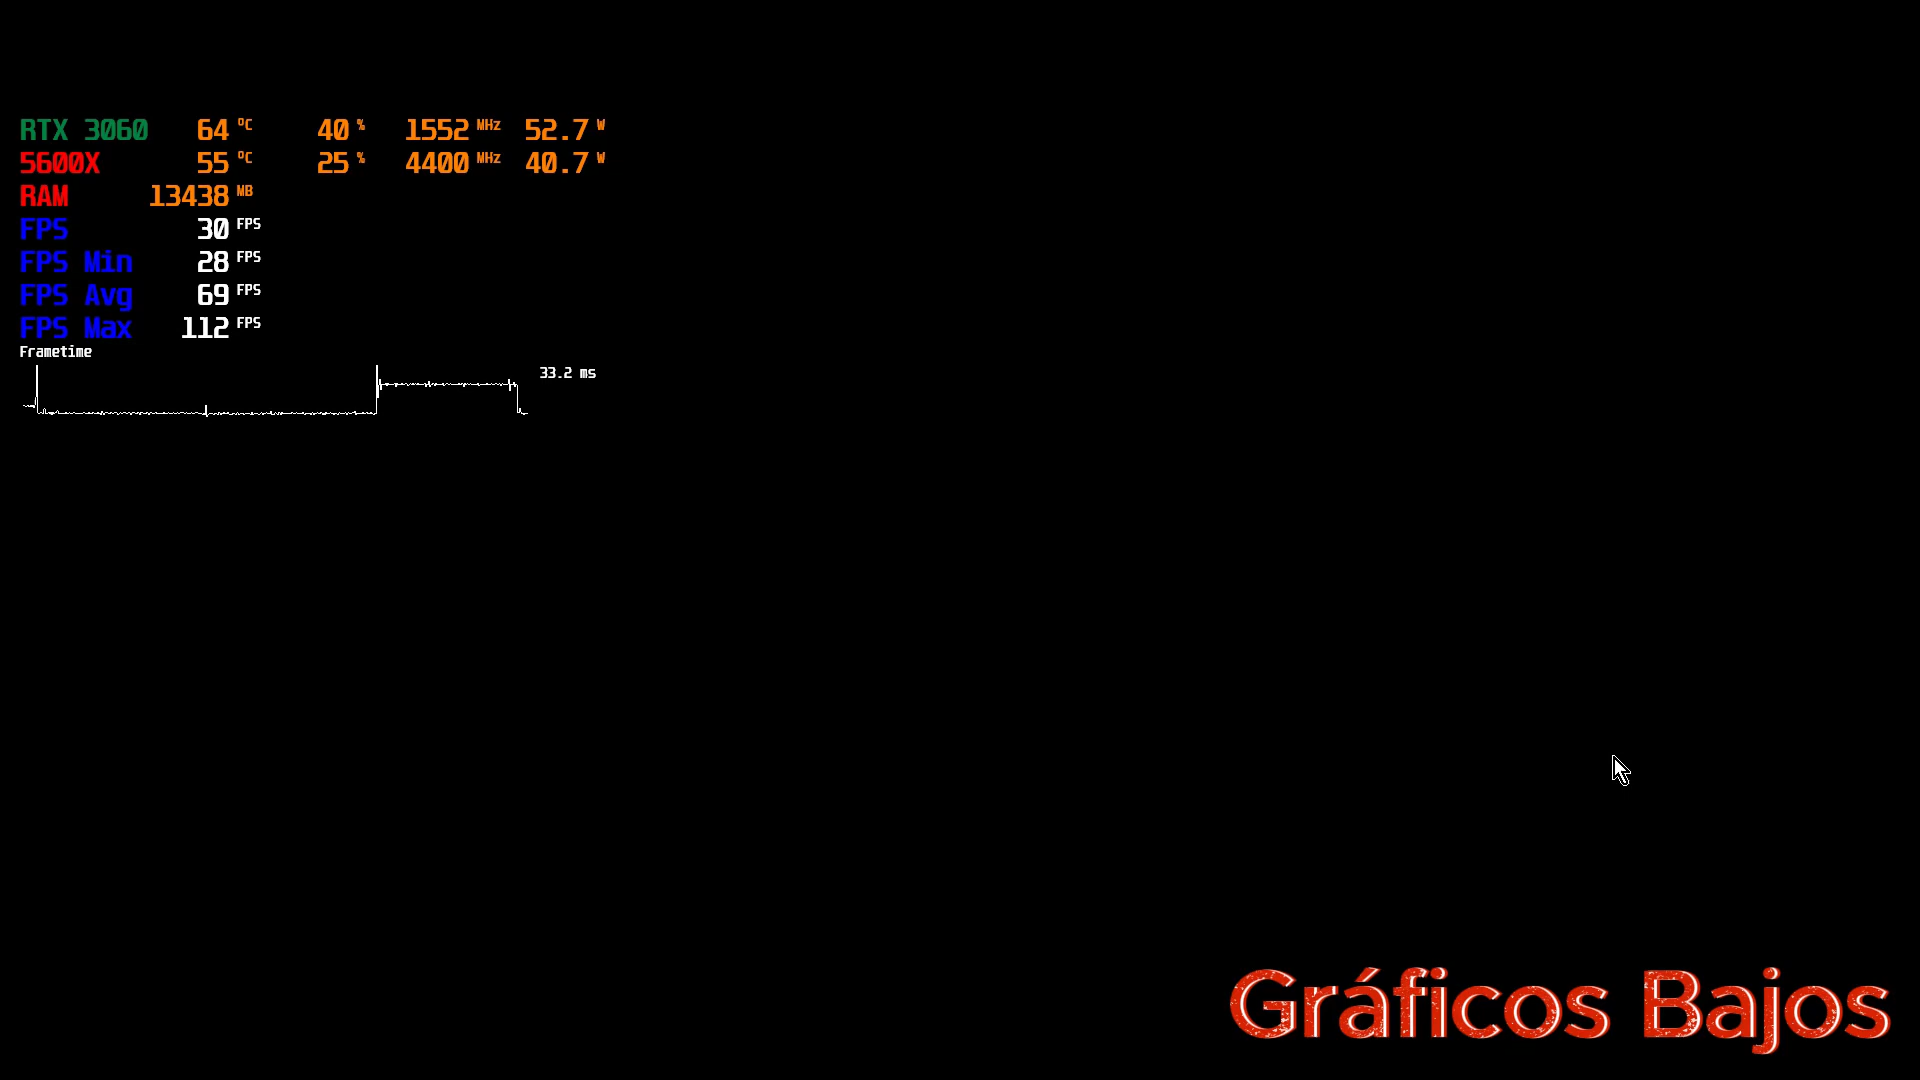 RTX 3060 64 °C 40 % 1552 MHz 52.7 W
5600X 55 °C 25 % 4400 MHz 40.7 W
RAM 13438 MB
FPS 30 FPS
FPS Min 28 FPS
FPS Avg 69 FPS
FPS Max 112 FPS
Frametime
33.2 ms
Gráficos Bajos